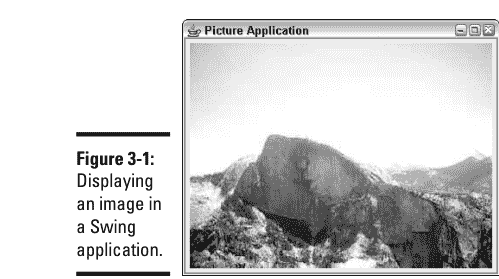 Picture Application
Figure 3-1:
Displaying
an image in
a Swing
application.